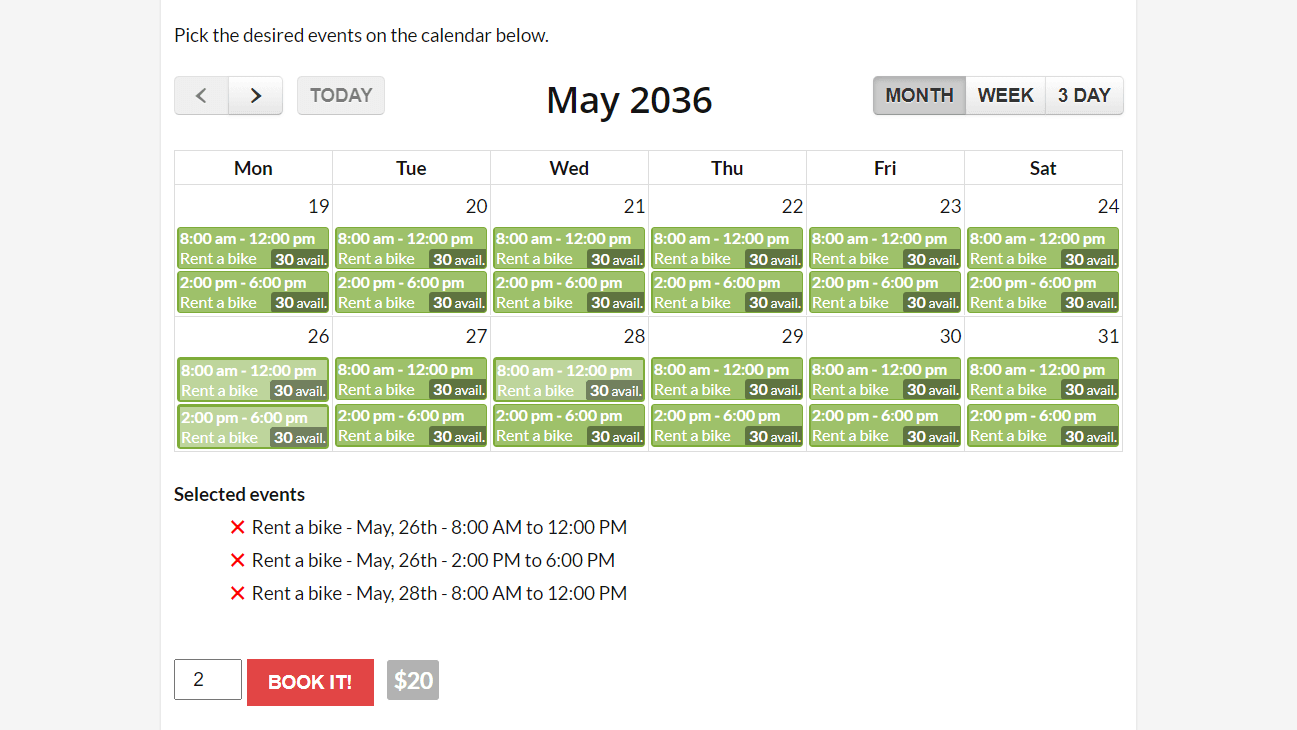 Pick the desired events on the calendar below.
TODAY May 2036 MONTH WEEK 3 DAY
Mon Tue Wed Thu Fri Sat
19 20 21 22 23 24
8:00 am - 12:00 pm 8:00 am - 12:00 pm 8:00 am - 12:00 pm 8:00 am - 12:00 pm 8:00 am - 12:00 pm 8:00 am - 12:00 pm
Rent a bike 30 avail. Rent a bike 30 avail. Rent a bike 30 avail. Rent a bike 30 avail. Rent a bike 30 avail. Rent a bike 30 avail.
2:00 pm - 6:00 pm 2:00 pm - 6:00 pm 2:00 pm - 6:00 pm 2:00 pm - 6:00 pm 2:00 pm - 6:00 pm 2:00 pm - 6:00 pm
Rent a bike 30 avail. Rent a bike 30 avail. Rent a bike 30 avail. Rent a bike 30 avail. Rent a bike 30 avail. Rent a bike 30 avail.
26 27 28 29 30 31
8:00 am - 12:00 pm 8:00 am - 12:00 pm 8:00 am - 12:00 pm 8:00 am - 12:00 pm 8:00 am - 12:00 pm 8:00 am - 12:00 pm
Rent a bike 30 avail. Rent a bike 30 avail. Rent a bike 30 avail. Rent a bike 30 avail. Rent a bike 30 avail. Rent a bike 30 avail.
2:00 pm - 6:00 pm 2:00 pm - 6:00 pm 2:00 pm - 6:00 pm 2:00 pm - 6:00 pm 2:00 pm - 6:00 pm 2:00 pm - 6:00 pm
Rent a bike 30 avail. Rent a bike 30 avail. Rent a bike 30 avail. Rent a bike 30 avail. Rent a bike 30 avail. Rent a bike 30 avail.
Selected events
Rent a bike - May, 26th - 8:00 AM to 12:00 PM
Rent a bike - May, 26th - 2:00 PM to 6:00 PM
Rent a bike - May, 28th - 8:00 AM to 12:00 PM
2 BOOK IT! $20